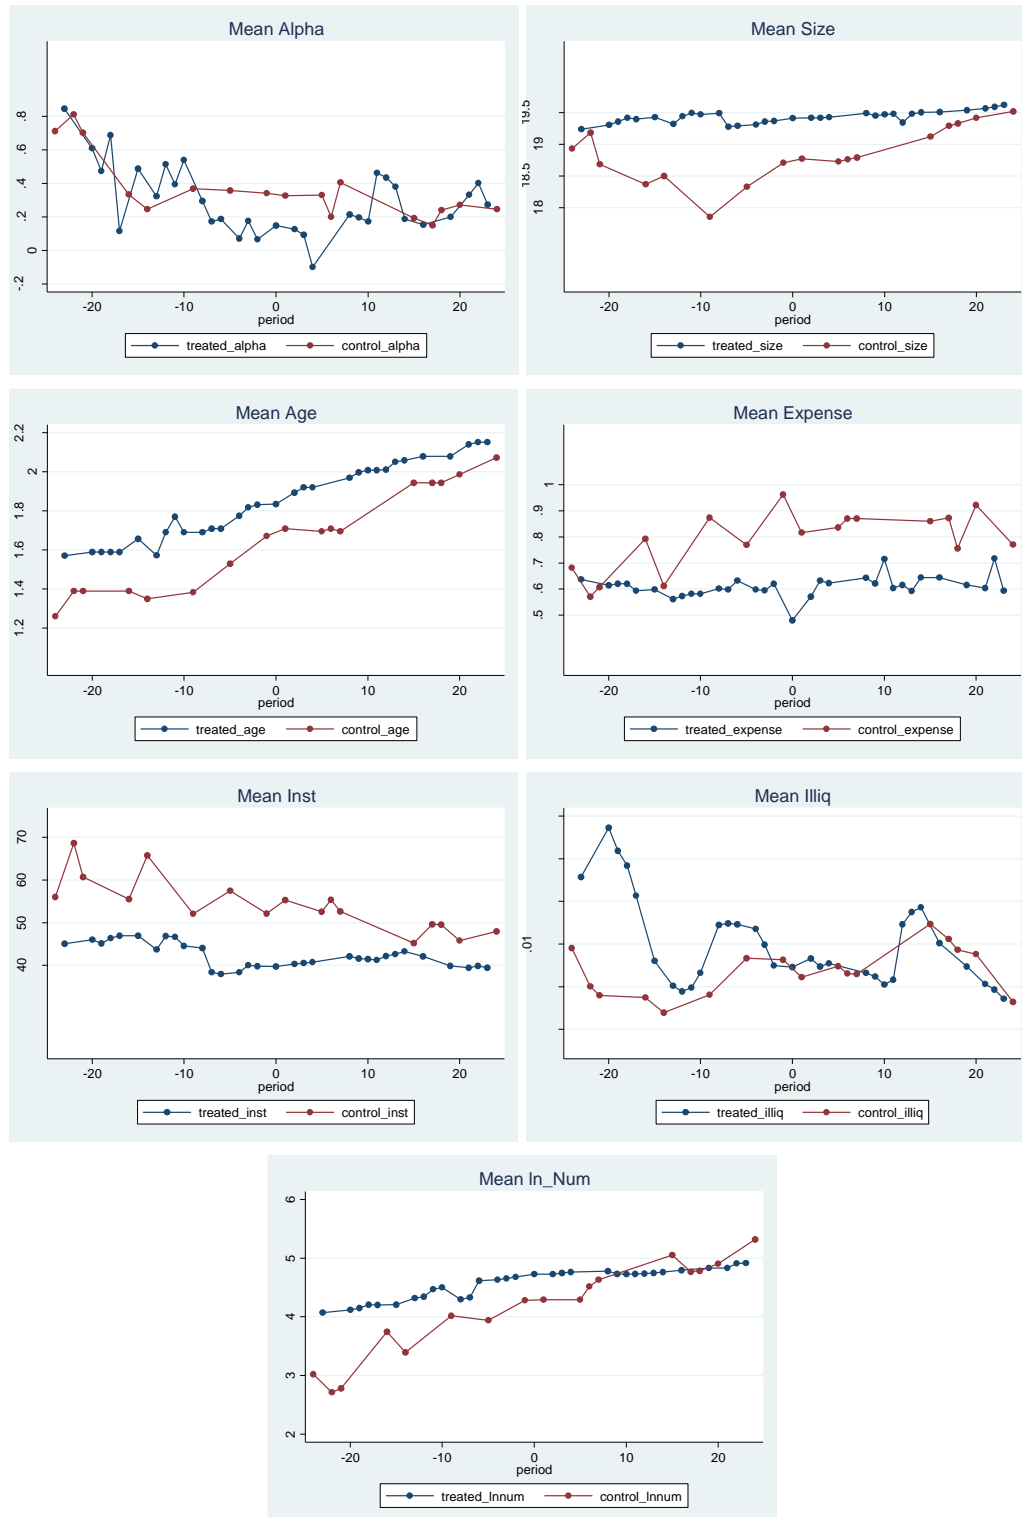 Mean Alpha
.8
.6
.4
.2
0
-.2
-20 -10 0 10 20
period
treated_alpha control_alpha
Mean Size
19.5
19
18.5
18
-20 -10 0 10 20
period
treated_size control_size
Mean Age
2.2
2
1.8
1.6
1.4
1.2
-20 -10 0 10 20
period
treated_age control_age
Mean Expense
1
.9
.8
.7
.6
.5
-20 -10 0 10 20
period
treated_expense control_expense
Mean Inst
70
60
50
40
-20 -10 0 10 20
period
treated_inst control_inst
Mean Illiq
.01
-20 -10 0 10 20
period
treated_illiq control_illiq
Mean ln_Num
6
5
4
3
2
-20 -10 0 10 20
period
treated_lnnum control_lnnum